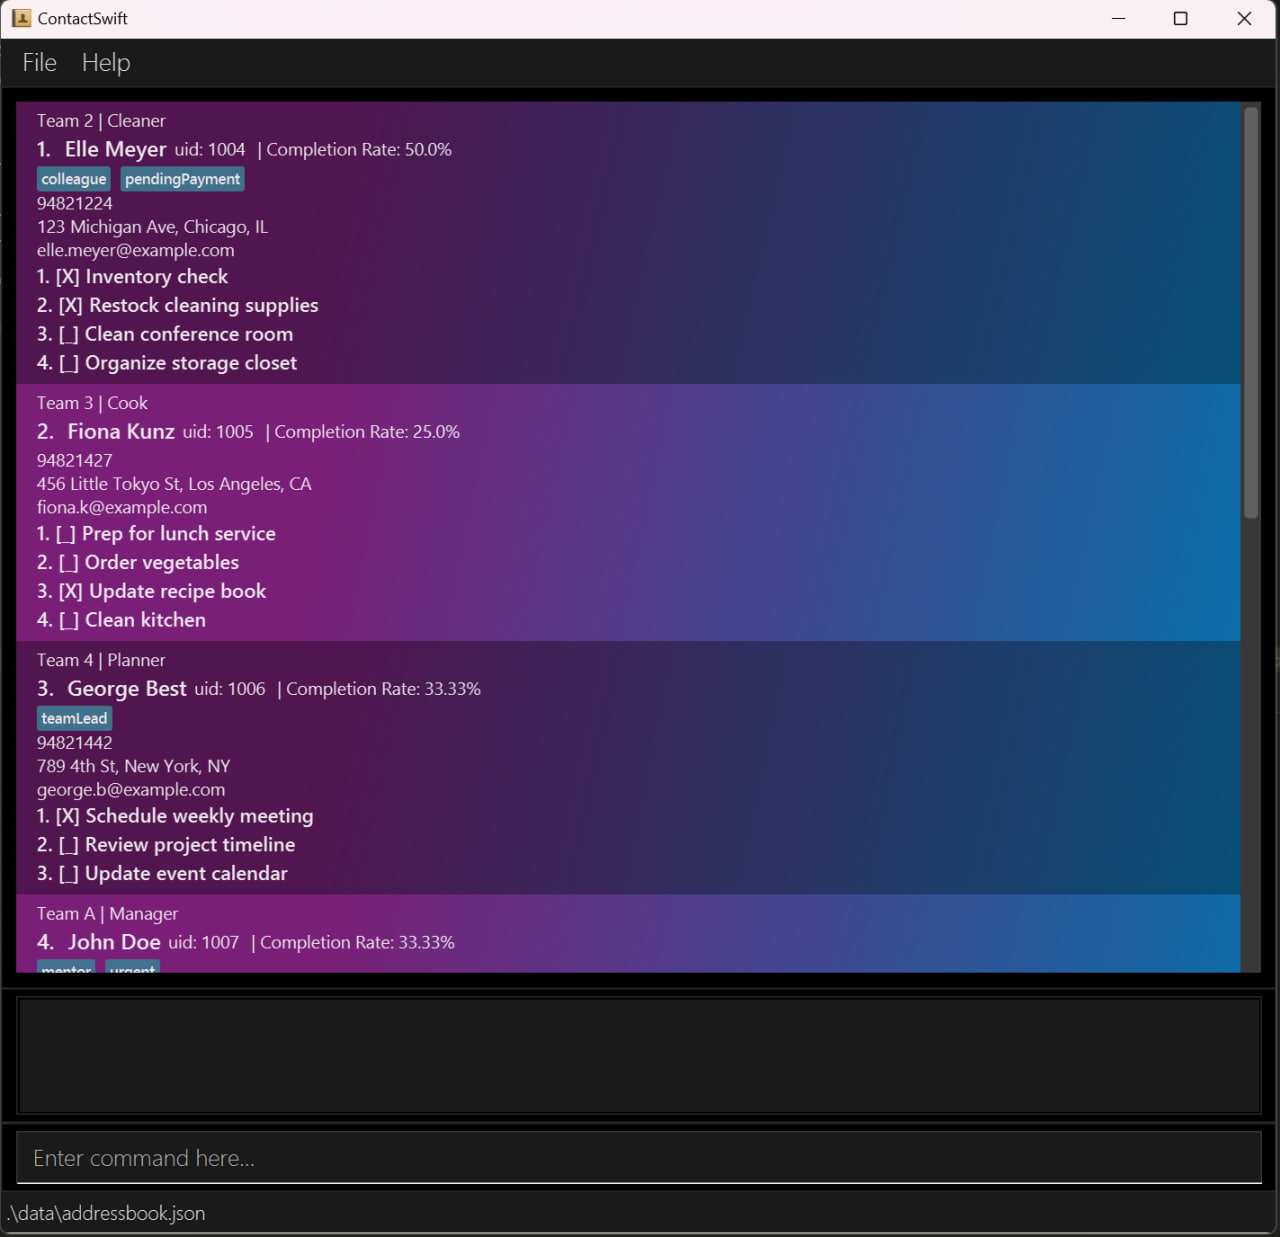 ContactSwift
File Help
Team 2 | Cleaner
1. Elle Meyer uid: 1004 | Completion Rate: 50.0%
colleague pendingPayment
94821224
123 Michigan Ave, Chicago, IL
elle.meyer@example.com
1. [X] Inventory check
2. [X] Restock cleaning supplies
3. [_] Clean conference room
4. [_] Organize storage closet
Team 3 | Cook
2. Fiona Kunz uid: 1005 | Completion Rate: 25.0%
94821427
456 Little Tokyo St, Los Angeles, CA
fiona.k@example.com
1. [_] Prep for lunch service
2. [_] Order vegetables
3. [X] Update recipe book
4. [_] Clean kitchen
Team 4 | Planner
3. George Best uid: 1006 | Completion Rate: 33.33%
teamLead
94821442
789 4th St, New York, NY
george.b@example.com
1. [X] Schedule weekly meeting
2. [_] Review project timeline
3. [_] Update event calendar
Team A | Manager
4. John Doe uid: 1007 | Completion Rate: 33.33%
mentor urgent
Enter command here...
.\data\addressbook.json